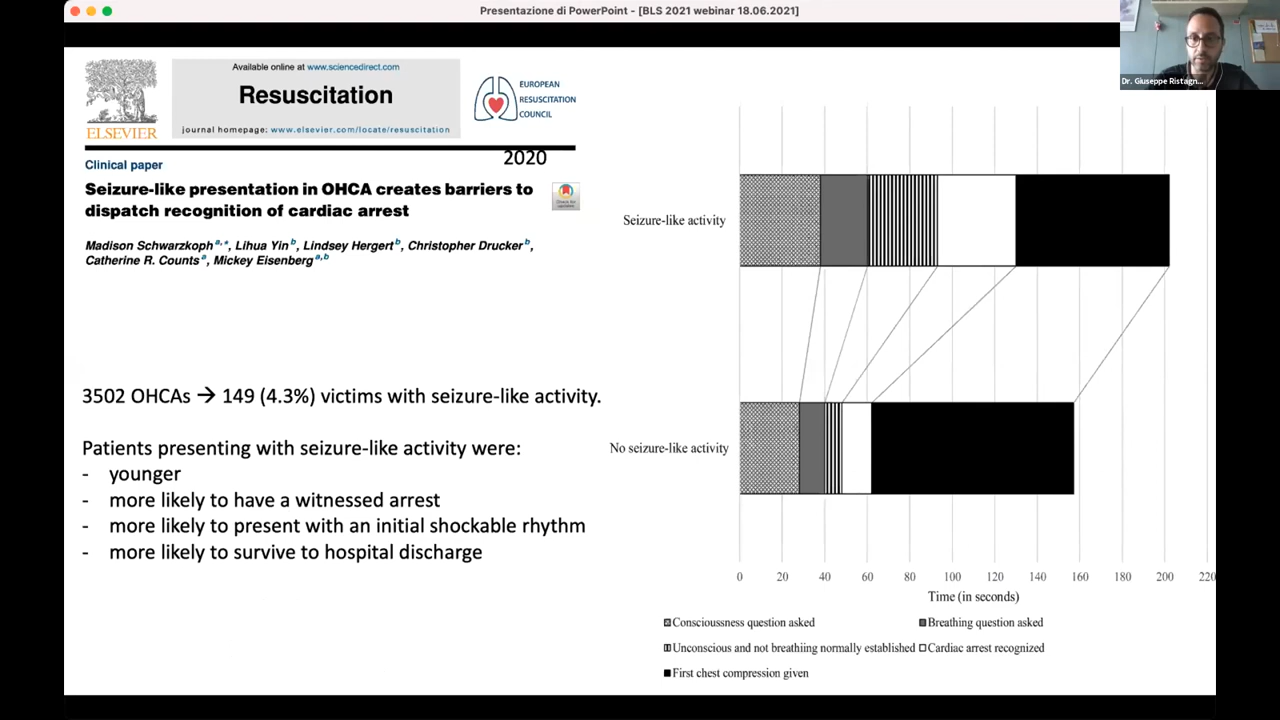 Presentazione di PowerPoint - [BLS 2021 webinar 18.06.2021]
Dr. Giuseppe Ristagn...
Available online at www.sciencedirect.com
Resuscitation
journal homepage: www.elsevier.com/locate/resuscitation
ELSEVIER
EUROPEAN
RESUSCITATION
COUNCIL
2020
Clinical paper
Seizure-like presentation in OHCA creates barriers to
dispatch recognition of cardiac arrest
Check for
updates
Madison Schwarzkoph a,*, Lihua Yin b, Lindsey Hergert b, Christopher Drucker b,
Catherine R. Counts a, Mickey Eisenberg a,b
3502 OHCAs → 149 (4.3%) victims with seizure-like activity.
Patients presenting with seizure-like activity were:
- younger
- more likely to have a witnessed arrest
- more likely to present with an initial shockable rhythm
- more likely to survive to hospital discharge
Seizure-like activity
No seizure-like activity
0 20 40 60 80 100 120 140 160 180 200 220
Time (in seconds)
Consciousness question asked
Breathing question asked
Unconscious and not breathiing normally established
Cardiac arrest recognized
First chest compression given